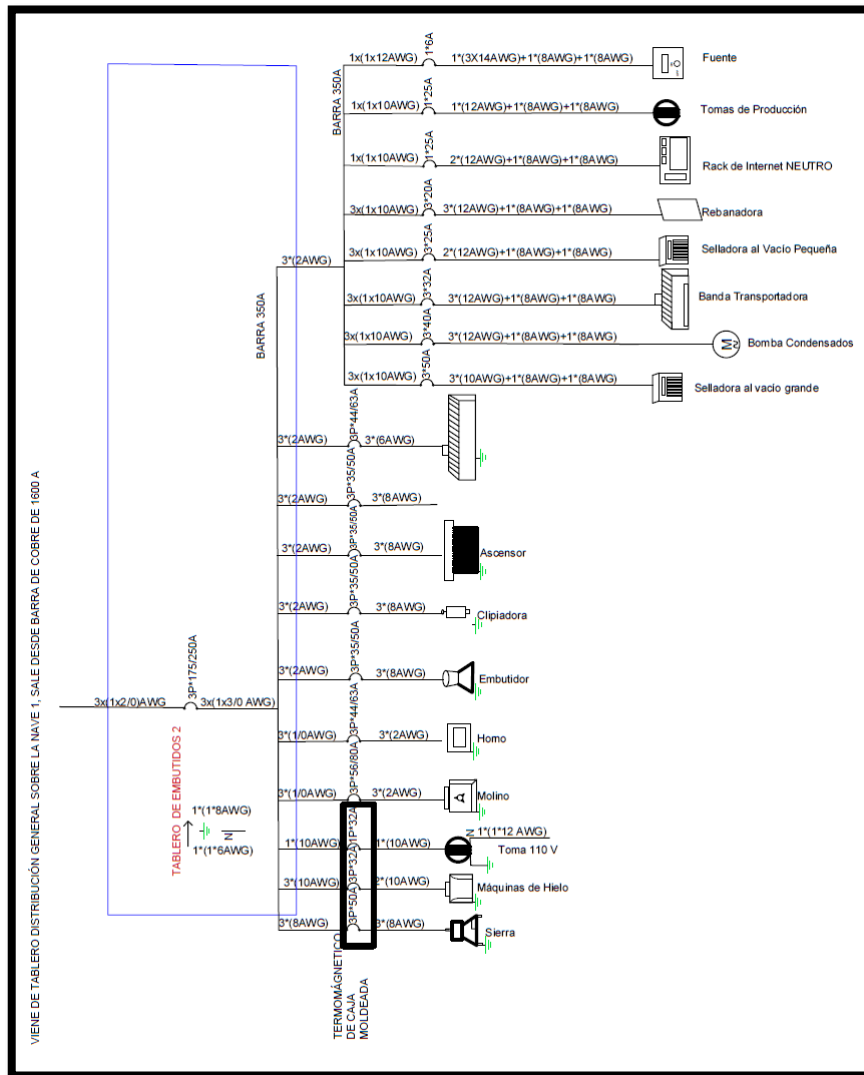 VIENE DE TABLERO DISTRIBUCIÓN GENERAL SOBRE LA NAVE 1, SALE DESDE BARRA DE COBRE DE 1600 A
3x(1x2/0)AWG
3P*175/250A
3x(1x3/0 AWG)
TABLERO DE EMBUTIDOS 2
1*(1*8AWG)
N
1*(1*6AWG)
BARRA 350A
3*(2AWG)
BARRA 350A
1x(1x12AWG)
1*6A
1*(3X14AWG)+1*(8AWG)+1*(8AWG)
Fuente
1x(1x10AWG)
1*25A
1*(12AWG)+1*(8AWG)+1*(8AWG)
Tomas de Producción
1x(1x10AWG)
1*25A
2*(12AWG)+1*(8AWG)+1*(8AWG)
Rack de Internet NEUTRO
3x(1x10AWG)
3*20A
3*(12AWG)+1*(8AWG)+1*(8AWG)
Rebanadora
3x(1x10AWG)
3*25A
2*(12AWG)+1*(8AWG)+1*(8AWG)
Selladora al Vacío Pequeña
3x(1x10AWG)
3*32A
3*(12AWG)+1*(8AWG)+1*(8AWG)
Banda Transportadora
3x(1x10AWG)
3*40A
3*(12AWG)+1*(8AWG)+1*(8AWG)
M
Bomba Condensados
3x(1x10AWG)
3*50A
3*(10AWG)+1*(8AWG)+1*(8AWG)
Selladora al vacio grande
3*(2AWG)
3P*44/63A
3*(6AWG)
3*(2AWG)
3P*35/50A
3*(8AWG)
3*(2AWG)
3P*35/50A
3*(8AWG)
Ascensor
3*(2AWG)
3P*35/50A
3*(8AWG)
Clipiadora
3*(2AWG)
3P*35/50A
3*(8AWG)
Embutidor
3*(1/0AWG)
3P*44/63A
3*(2AWG)
Horno
3*(1/0AWG)
3P*56/80A
3*(2AWG)
A
Molino
1*(10AWG)
1P*32A
1*(10AWG)
N
1*(1*12 AWG)
Toma 110 V
3*(10AWG)
3P*32A
2*(10AWG)
Máquinas de Hielo
3*(8AWG)
3P*50A
3*(8AWG)
Sierra
TERMOMÁGNETICO
DE CAJA
MOLDEADA